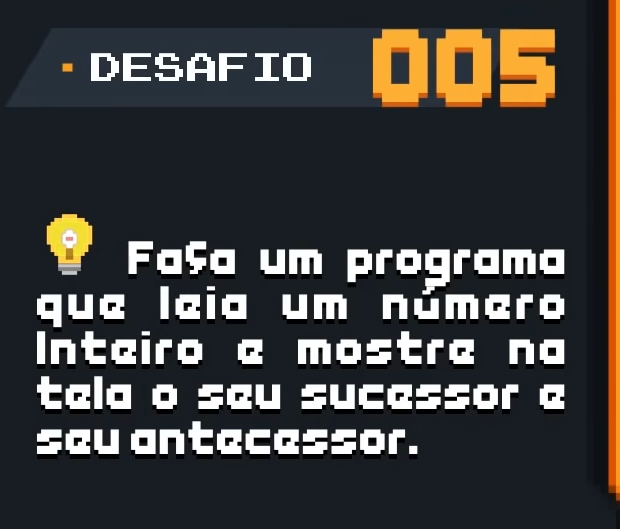 DESAFIO 005
Faça um programa
que leia um número
Inteiro e mostre na
tela o seu sucessor e
seu antecessor.